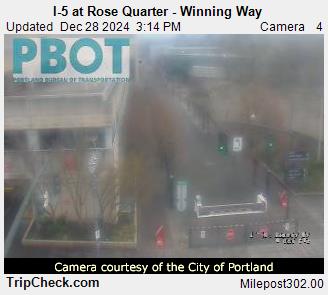 I-5 at Rose Quarter - Winning Way
Updated Dec 28 2024 3:14 PM Camera 4
PBOT
PORTLAND BUREAU OF TRANSPORTATION
Camera courtesy of the City of Portland
TripCheck.com Milepost302.00